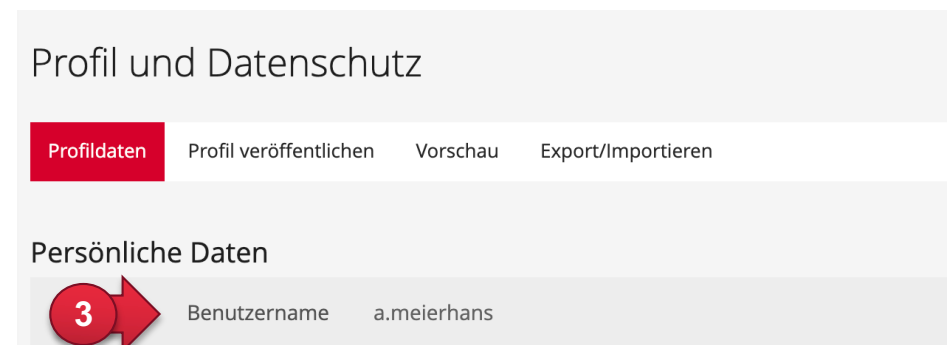 Profil und Datenschutz
Profildaten Profil veröffentlichen Vorschau Export/Importieren
Persönliche Daten
3 Benutzername a.meierhans